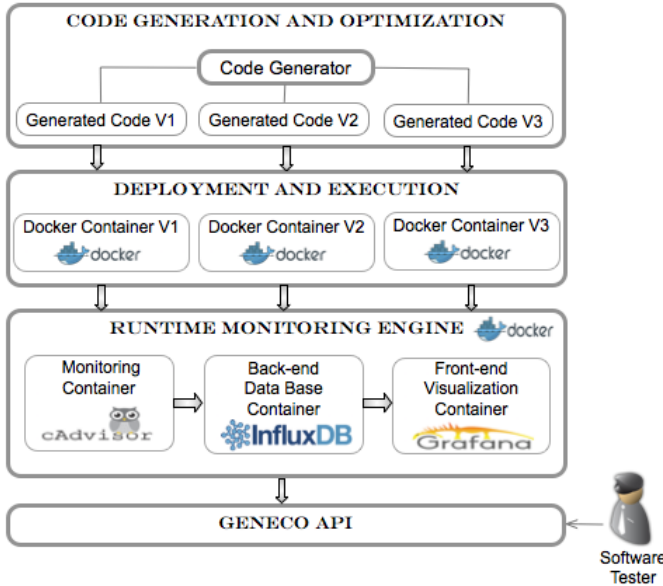 CODE GENERATION AND OPTIMIZATION
Code Generator
Generated Code V1
Generated Code V2
Generated Code V3
DEPLOYMENT AND EXECUTION
Docker Container V1
docker
Docker Container V2
docker
Docker Container V3
docker
RUNTIME MONITORING ENGINE
docker
Monitoring
Container
cAdvisor
Back-end
Data Base
Container
InfluxDB
Front-end
Visualization
Container
Grafana
GENECO API
Software
Tester